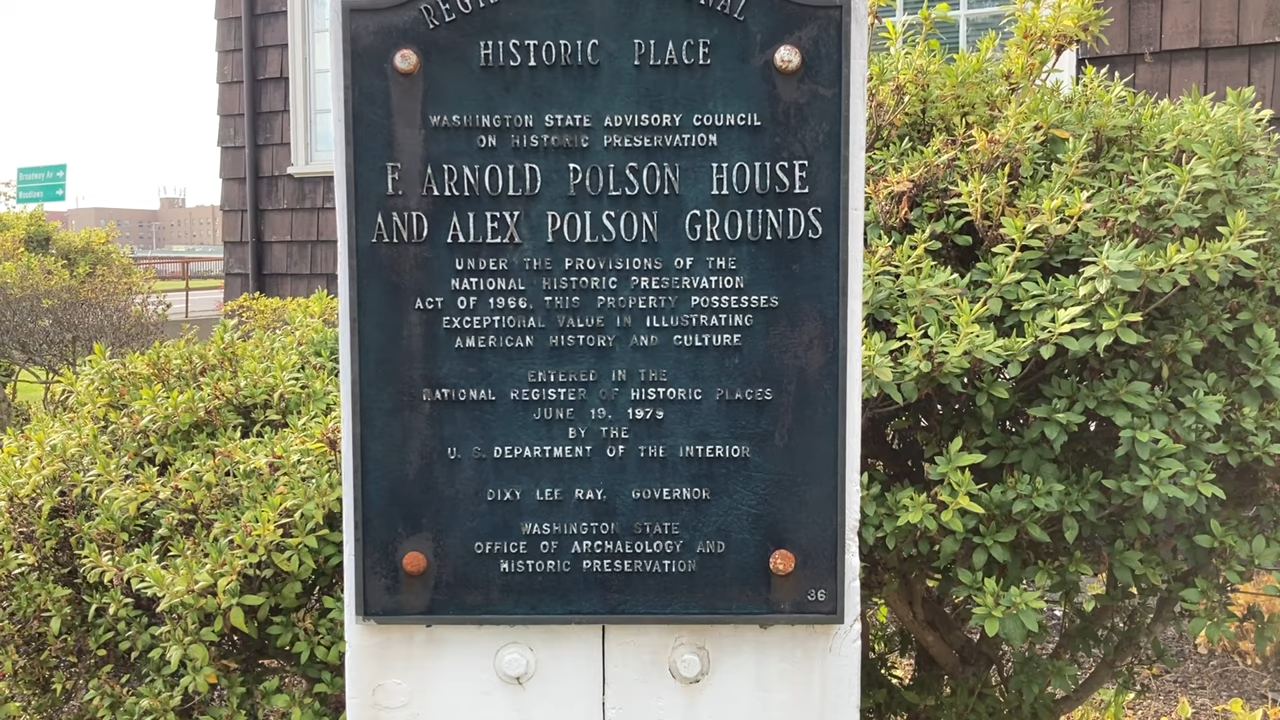 HISTORIC PLACE
WASHINGTON STATE ADVISORY COUNCIL
ON HISTORIC PRESERVATION
F. ARNOLD POLSON HOUSE
AND ALEX POLSON GROUNDS
UNDER THE PROVISIONS OF THE
NATIONAL HISTORIC PRESERVATION
ACT OF 1966, THIS PROPERTY POSSESSES
EXCEPTIONAL VALUE IN ILLUSTRATING
AMERICAN HISTORY AND CULTURE
ENTERED IN THE
NATIONAL REGISTER OF HISTORIC PLACES
JUNE 19, 1979
BY THE
U. S. DEPARTMENT OF THE INTERIOR
DIXY LEE RAY, GOVERNOR
WASHINGTON STATE
OFFICE OF ARCHAEOLOGY AND
HISTORIC PRESERVATION
36
Broadway Av →